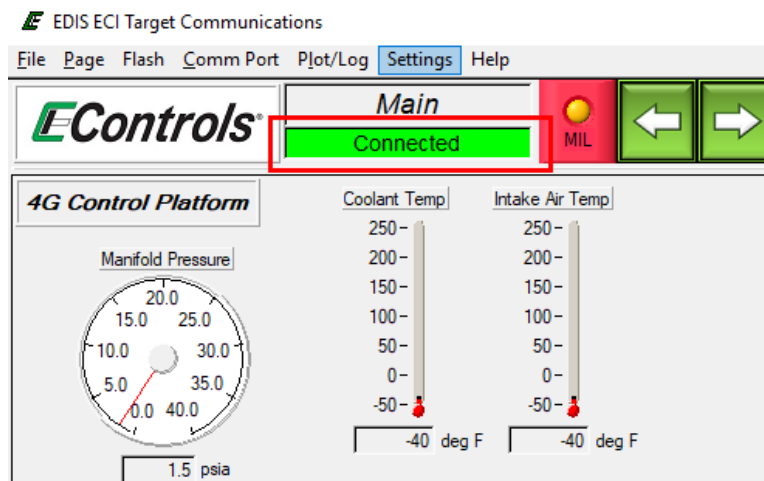 EDIS ECI Target Communications
File Page Flash Comm Port Plot/Log Settings Help
EControls®
Main
Connected
MIL
4G Control Platform
Coolant Temp
Intake Air Temp
Manifold Pressure
250
200
150
100
50
0
-50
250
200
150
100
50
0
-50
20.0
15.0 25.0
10.0 30.0
5.0 35.0
0.0 40.0
-40 deg F
-40 deg F
1.5 psia